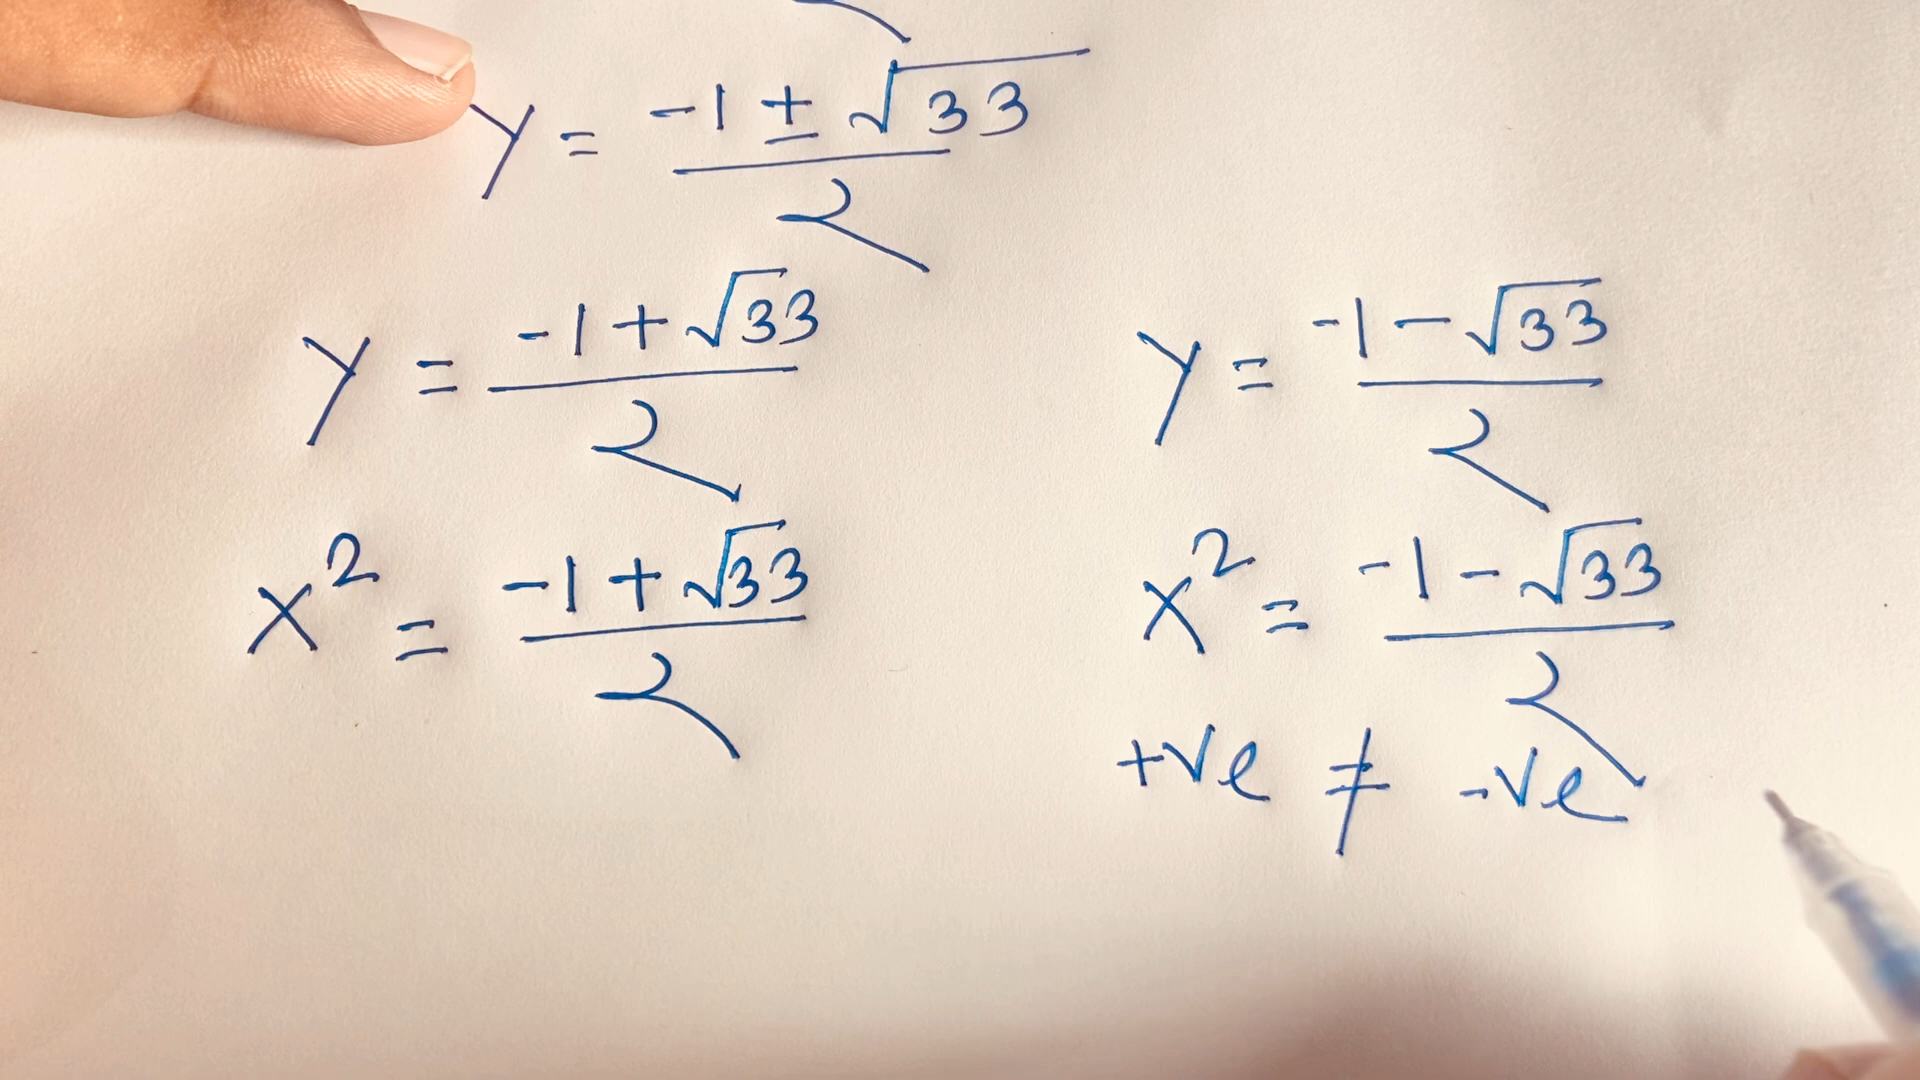 y = (-1 ± √33) / 2
y = (-1 + √33) / 2
y = (-1 - √33) / 2
x² = (-1 + √33) / 2
x² = (-1 - √33) / 2
+ve ≠ -ve